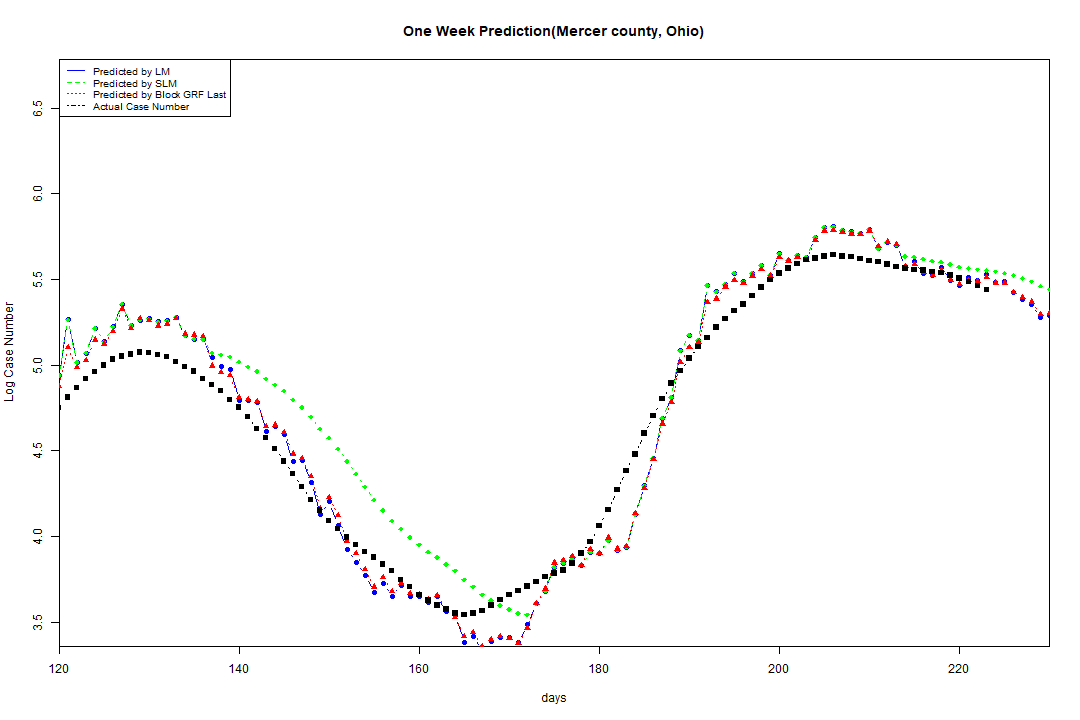 One Week Prediction(Mercer county, Ohio)
Predicted by LM
Predicted by SLM
Predicted by Block GRF Last
Actual Case Number
6.5
6.0
5.5
5.0
4.5
4.0
3.5
Log Case Number
120 140 160 180 200 220
days